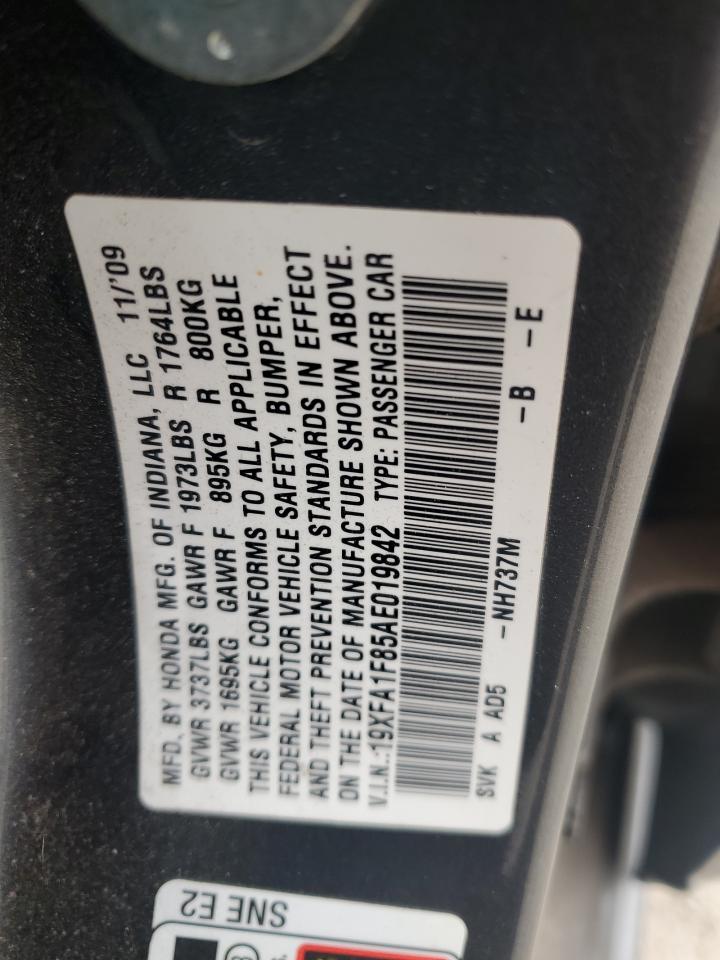 MFD. BY HONDA MFG. OF INDIANA, LLC 11/'09
GVWR 3737LBS GAWR F 1973LBS R 1764LBS
GVWR 1695KG GAWR F 895KG R 800KG
THIS VEHICLE CONFORMS TO ALL APPLICABLE
FEDERAL MOTOR VEHICLE SAFETY, BUMPER,
AND THEFT PREVENTION STANDARDS IN EFFECT
ON THE DATE OF MANUFACTURE SHOWN ABOVE.
V.I.N.:19XFA1F85AE019842 TYPE: PASSENGER CAR
SVK A AD5 -NH737M -B -E
SNE E2